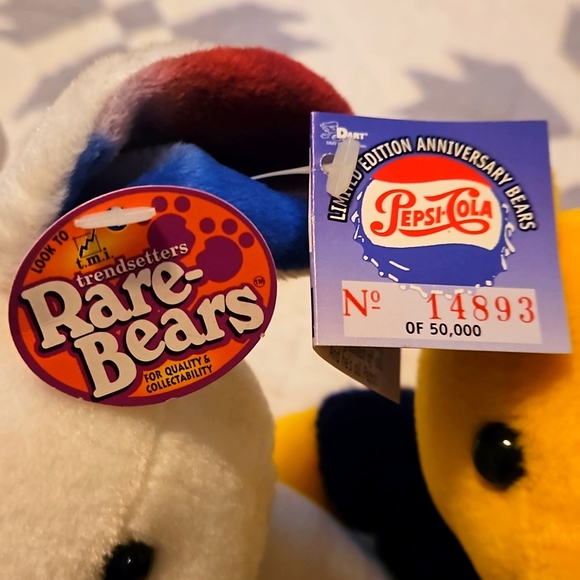 LOOK TO
t.m.i.
trendsetters
Rare-
Bears™
FOR QUALITY &
COLLECTABILITY
DART
LIMITED EDITION ANNIVERSARY BEARS
PEPSI-COLA
Nº 14893
OF 50,000